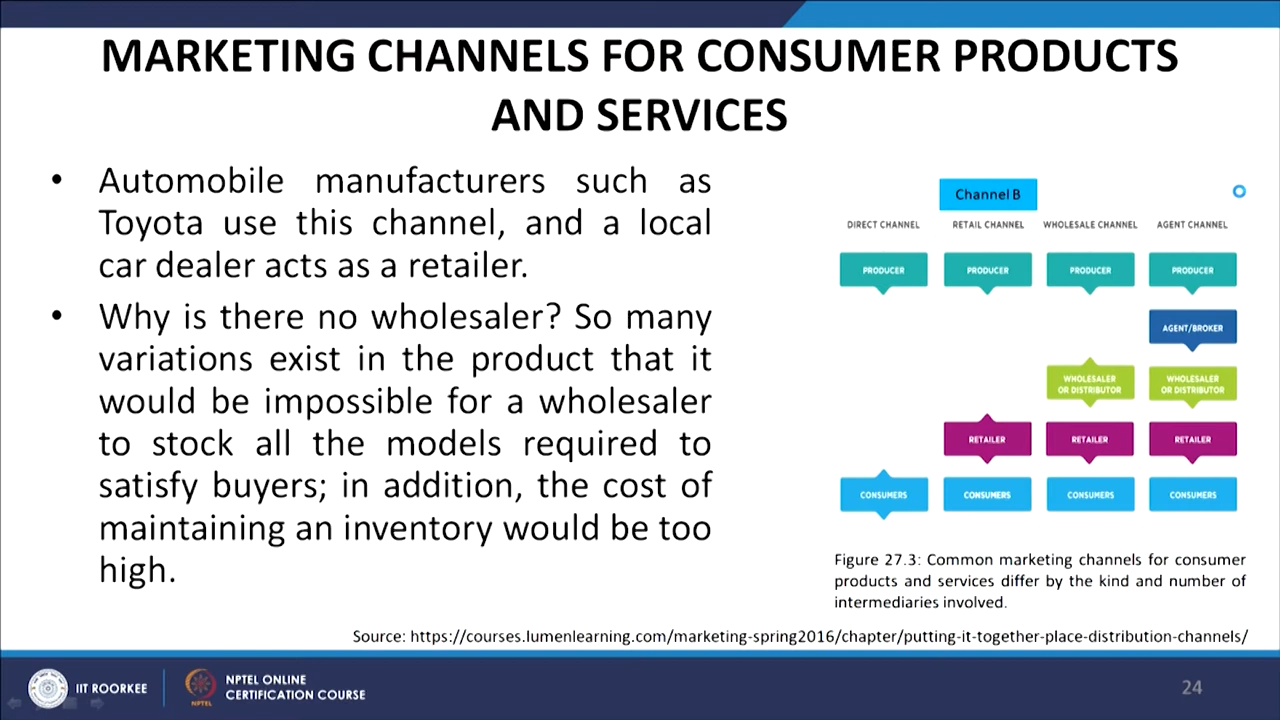 MARKETING CHANNELS FOR CONSUMER PRODUCTS
AND SERVICES
• Automobile manufacturers such as
Toyota use this channel, and a local
car dealer acts as a retailer.
• Why is there no wholesaler? So many
variations exist in the product that it
would be impossible for a wholesaler
to stock all the models required to
satisfy buyers; in addition, the cost of
maintaining an inventory would be too
high.
Channel B
DIRECT CHANNEL RETAIL CHANNEL WHOLESALE CHANNEL AGENT CHANNEL
PRODUCER PRODUCER PRODUCER PRODUCER
AGENT/BROKER
WHOLESALER WHOLESALER
OR DISTRIBUTOR OR DISTRIBUTOR
RETAILER RETAILER RETAILER
CONSUMERS CONSUMERS CONSUMERS CONSUMERS
Figure 27.3: Common marketing channels for consumer
products and services differ by the kind and number of
intermediaries involved.
Source: https://courses.lumenlearning.com/marketing-spring2016/chapter/putting-it-together-place-distribution-channels/
IIT ROORKEE
NPTEL
NPTEL ONLINE
CERTIFICATION COURSE
24